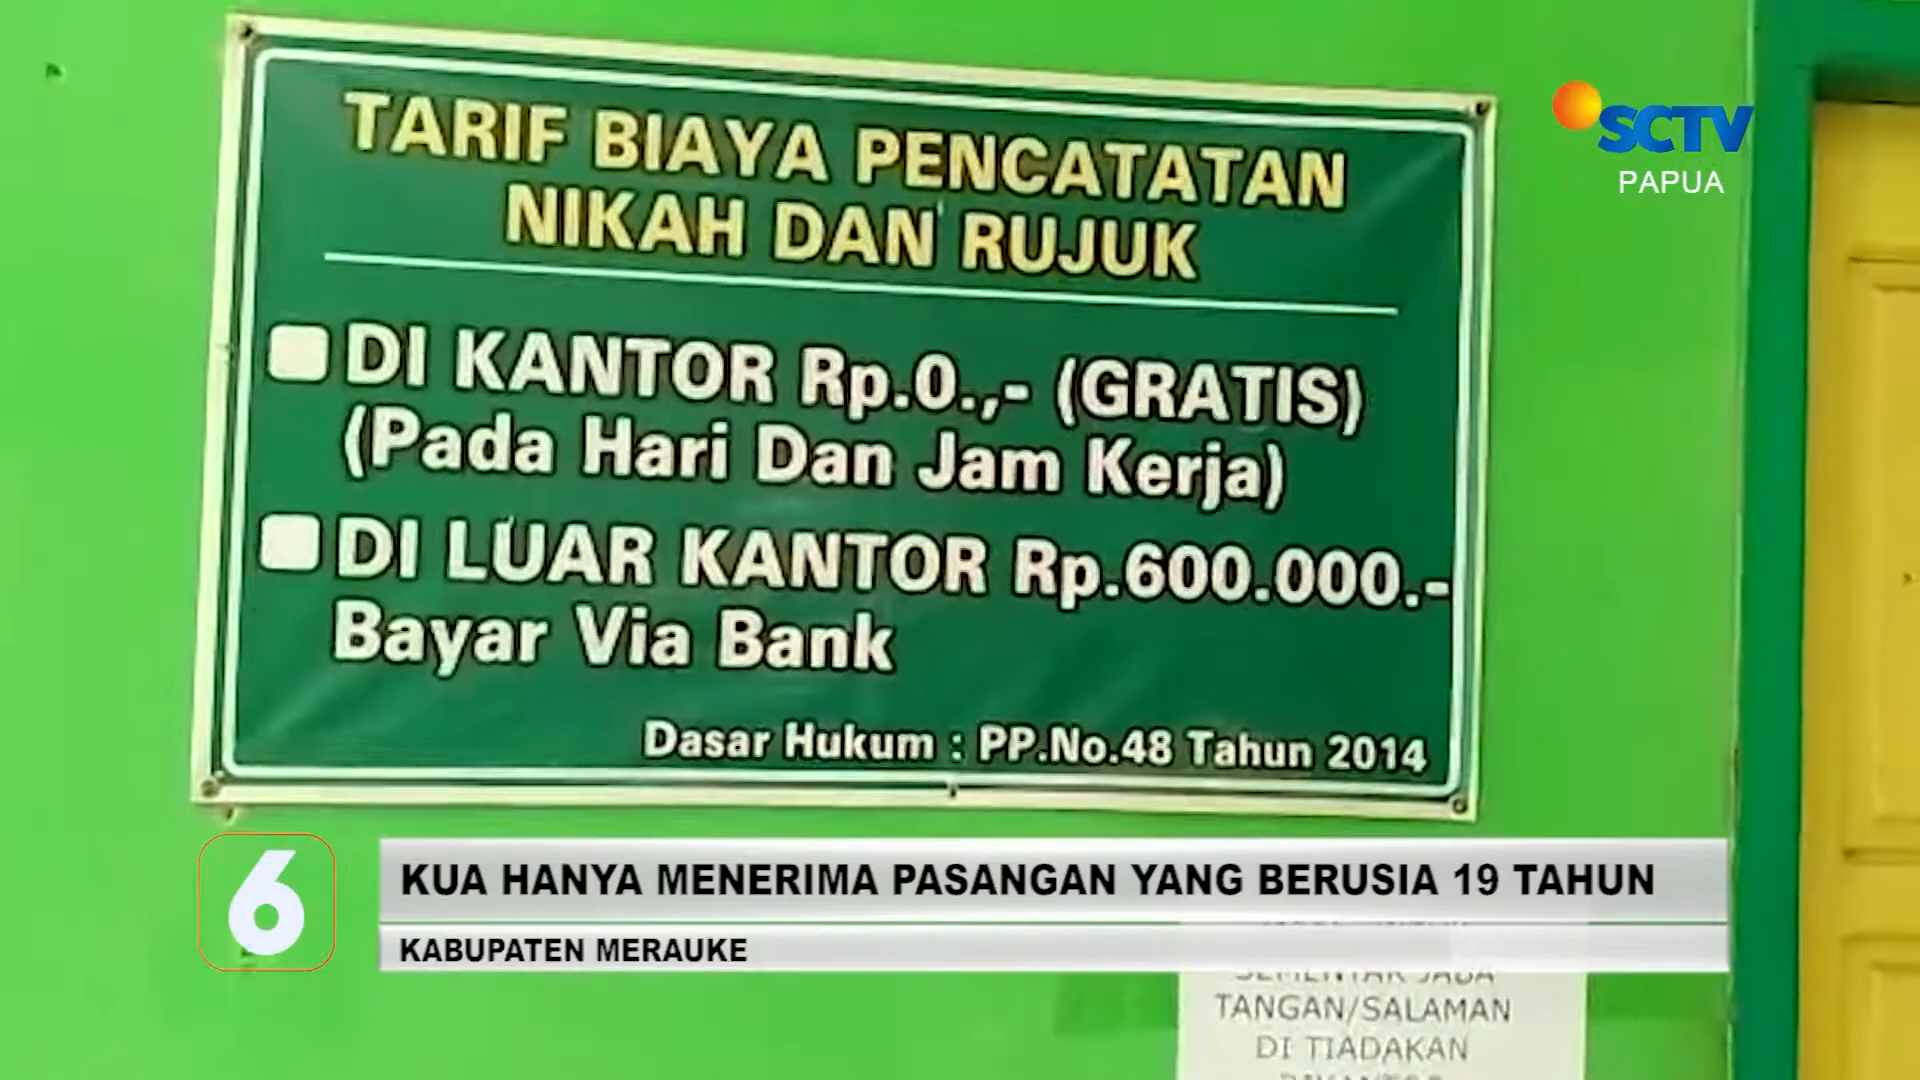 TARIF BIAYA PENCATATAN
NIKAH DAN RUJUK
DI KANTOR Rp.0.,- (GRATIS)
(Pada Hari Dan Jam Kerja)
DI LUAR KANTOR Rp.600.000.-
Bayar Via Bank
Dasar Hukum : PP.No.48 Tahun 2014
SCTV
PAPUA
6
KUA HANYA MENERIMA PASANGAN YANG BERUSIA 19 TAHUN
KABUPATEN MERAUKE
TANGAN/SALAMAN
DI TIADAKAN